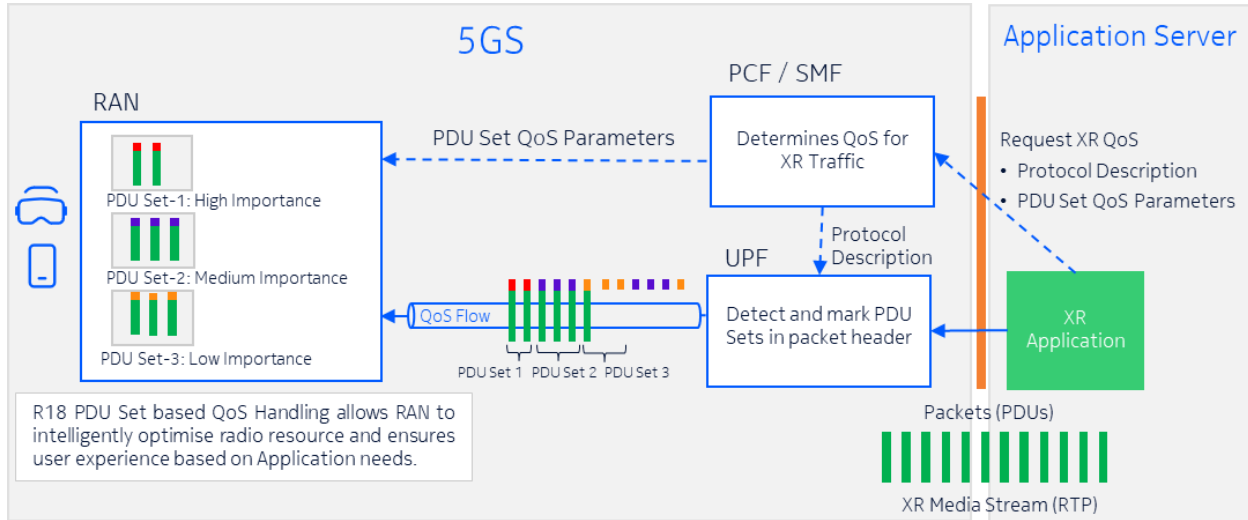 5GS
Application Server
PCF / SMF
RAN
PDU Set QoS Parameters
Determines QoS for
XR Traffic
Request XR QoS
• Protocol Description
• PDU Set QoS Parameters
PDU Set-1: High Importance
PDU Set-2: Medium Importance
PDU Set-3: Low Importance
Protocol
Description
UPF
QoS Flow
Detect and mark PDU
Sets in packet header
XR
Application
PDU Set 1
PDU Set 2
PDU Set 3
R18 PDU Set based QoS Handling allows RAN to
intelligently optimise radio resource and ensures
user experience based on Application needs.
Packets (PDUs)
XR Media Stream (RTP)